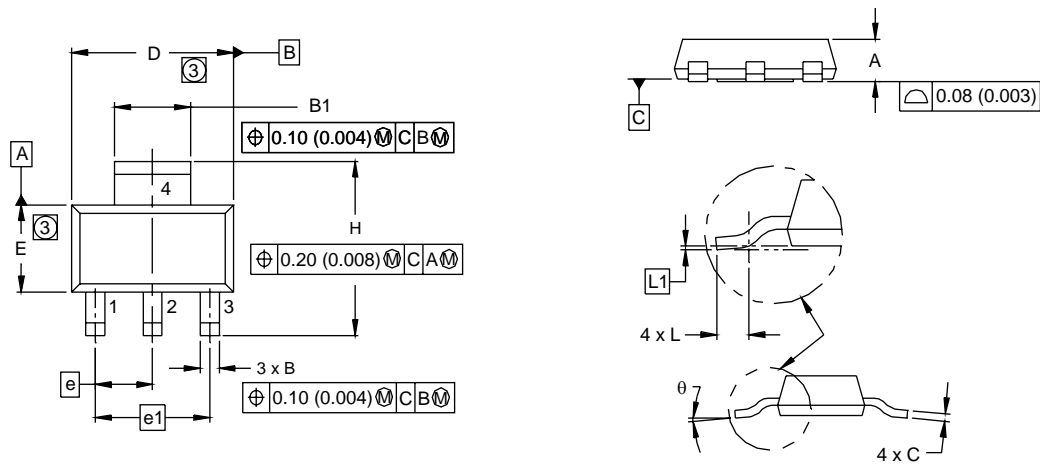 D
B
3
B1
⌖ 0.10 (0.004) Ⓜ C B Ⓜ
A
4
3
E
H
⌖ 0.20 (0.008) Ⓜ C A Ⓜ
1
2
3
3 x B
e
e1
⌖ 0.10 (0.004) Ⓜ C B Ⓜ
A
C
⌓ 0.08 (0.003)
L1
4 x L
θ
4 x C